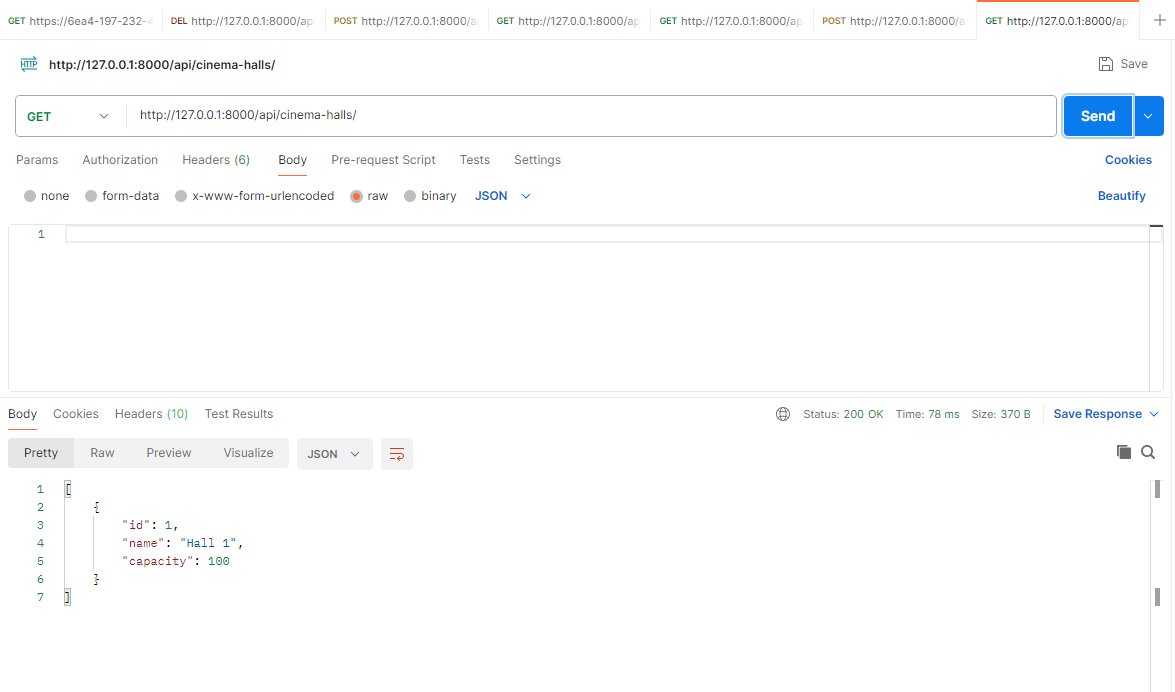 GET https://6ea4-197-232-4 DEL http://127.0.0.1:8000/api POST http://127.0.0.1:8000/a GET http://127.0.0.1:8000/ap GET http://127.0.0.1:8000/ap POST http://127.0.0.1:8000/a GET http://127.0.0.1:8000/ap
HTTP http://127.0.0.1:8000/api/cinema-halls/ Save
GET http://127.0.0.1:8000/api/cinema-halls/ Send
Params Authorization Headers (6) Body Pre-request Script Tests Settings Cookies
none form-data x-www-form-urlencoded raw binary JSON Beautify
1
Body Cookies Headers (10) Test Results Status: 200 OK Time: 78 ms Size: 370 B Save Response
Pretty Raw Preview Visualize JSON
1 [
2 {
3 "id": 1,
4 "name": "Hall 1",
5 "capacity": 100
6 }
7 ]